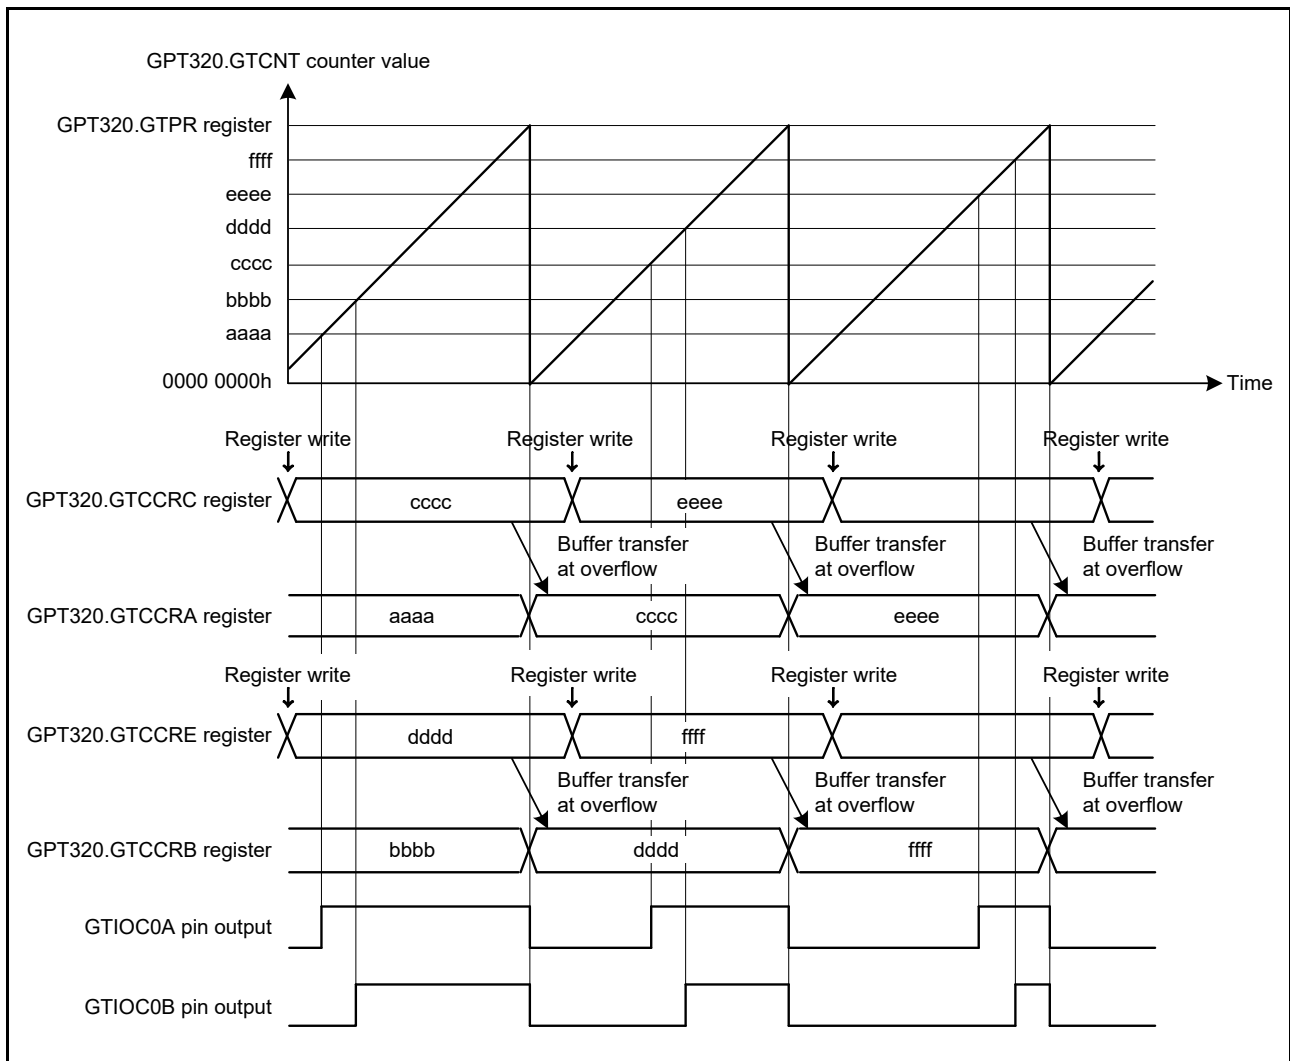 GPT320.GTCNT counter value
GPT320.GTPR register
ffff
eeee
dddd
cccc
bbbb
aaaa
0000 0000h
Time
Register write Register write Register write Register write
GPT320.GTCCRC register cccc eeee
Buffer transfer Buffer transfer Buffer transfer
at overflow at overflow at overflow
GPT320.GTCCRA register aaaa cccc eeee
Register write Register write Register write Register write
GPT320.GTCCRE register dddd ffff
Buffer transfer Buffer transfer Buffer transfer
at overflow at overflow at overflow
GPT320.GTCCRB register bbbb dddd ffff
GTIOC0A pin output
GTIOC0B pin output